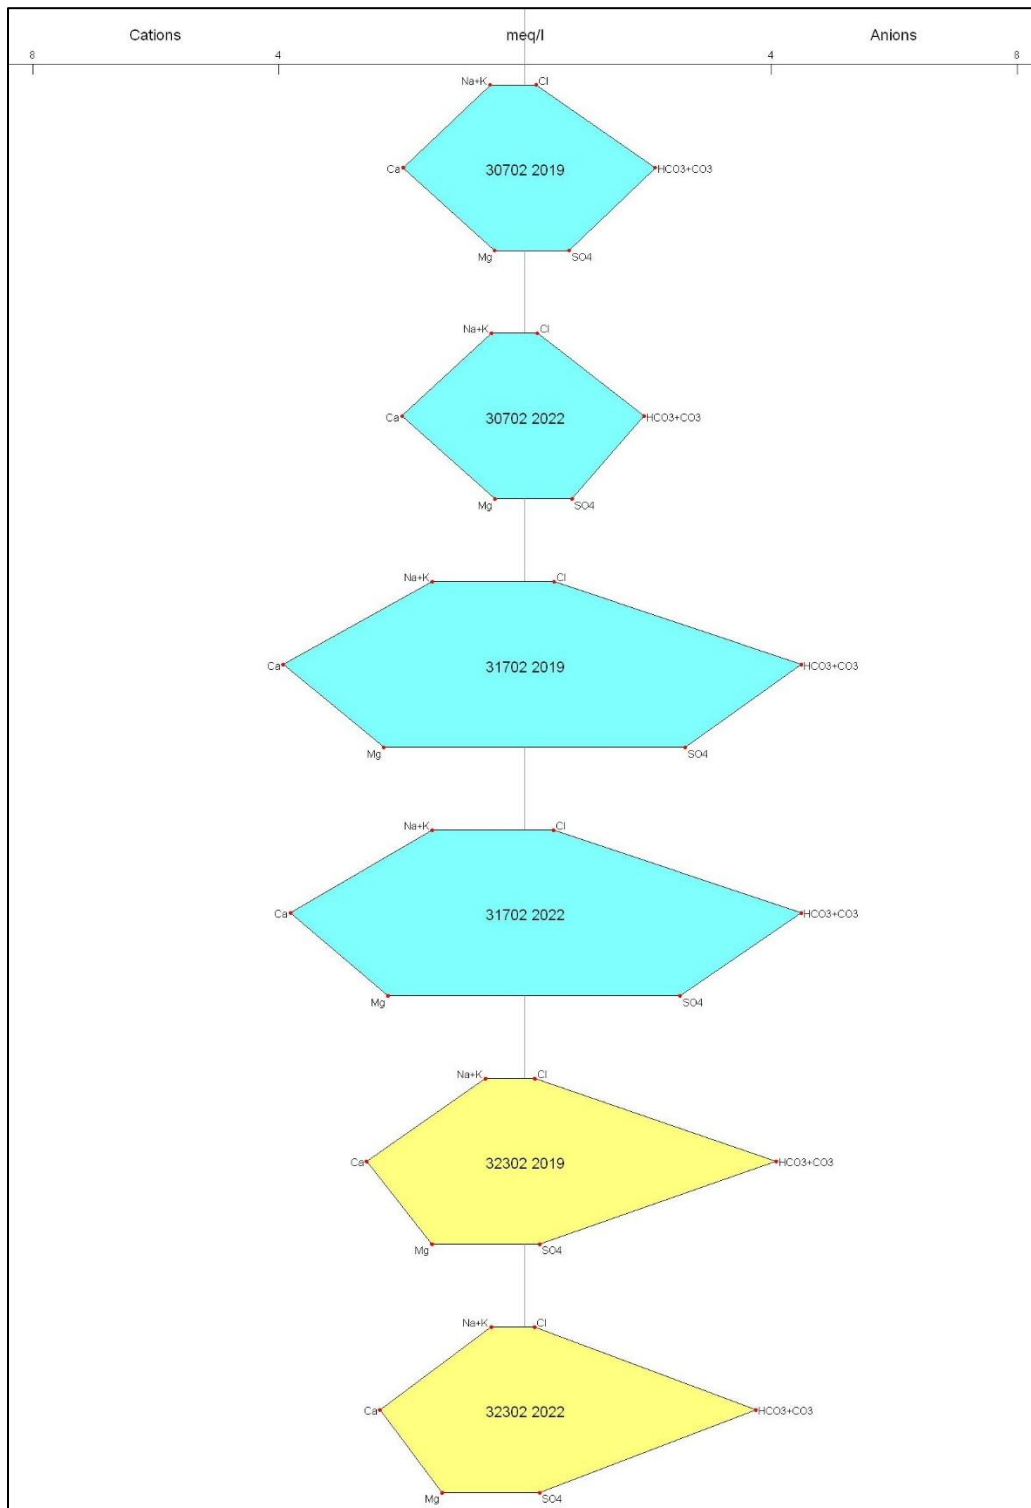 Cations meq/l Anions
8 4 4 8
Na+K Cl
Ca 30702 2019 HCO3+CO3
Mg SO4
Na+K Cl
Ca 30702 2022 HCO3+CO3
Mg SO4
Na+K Cl
Ca 31702 2019 HCO3+CO3
Mg SO4
Na+K Cl
Ca 31702 2022 HCO3+CO3
Mg SO4
Na+K Cl
Ca 32302 2019 HCO3+CO3
Mg SO4
Na+K Cl
Ca 32302 2022 HCO3+CO3
Mg SO4